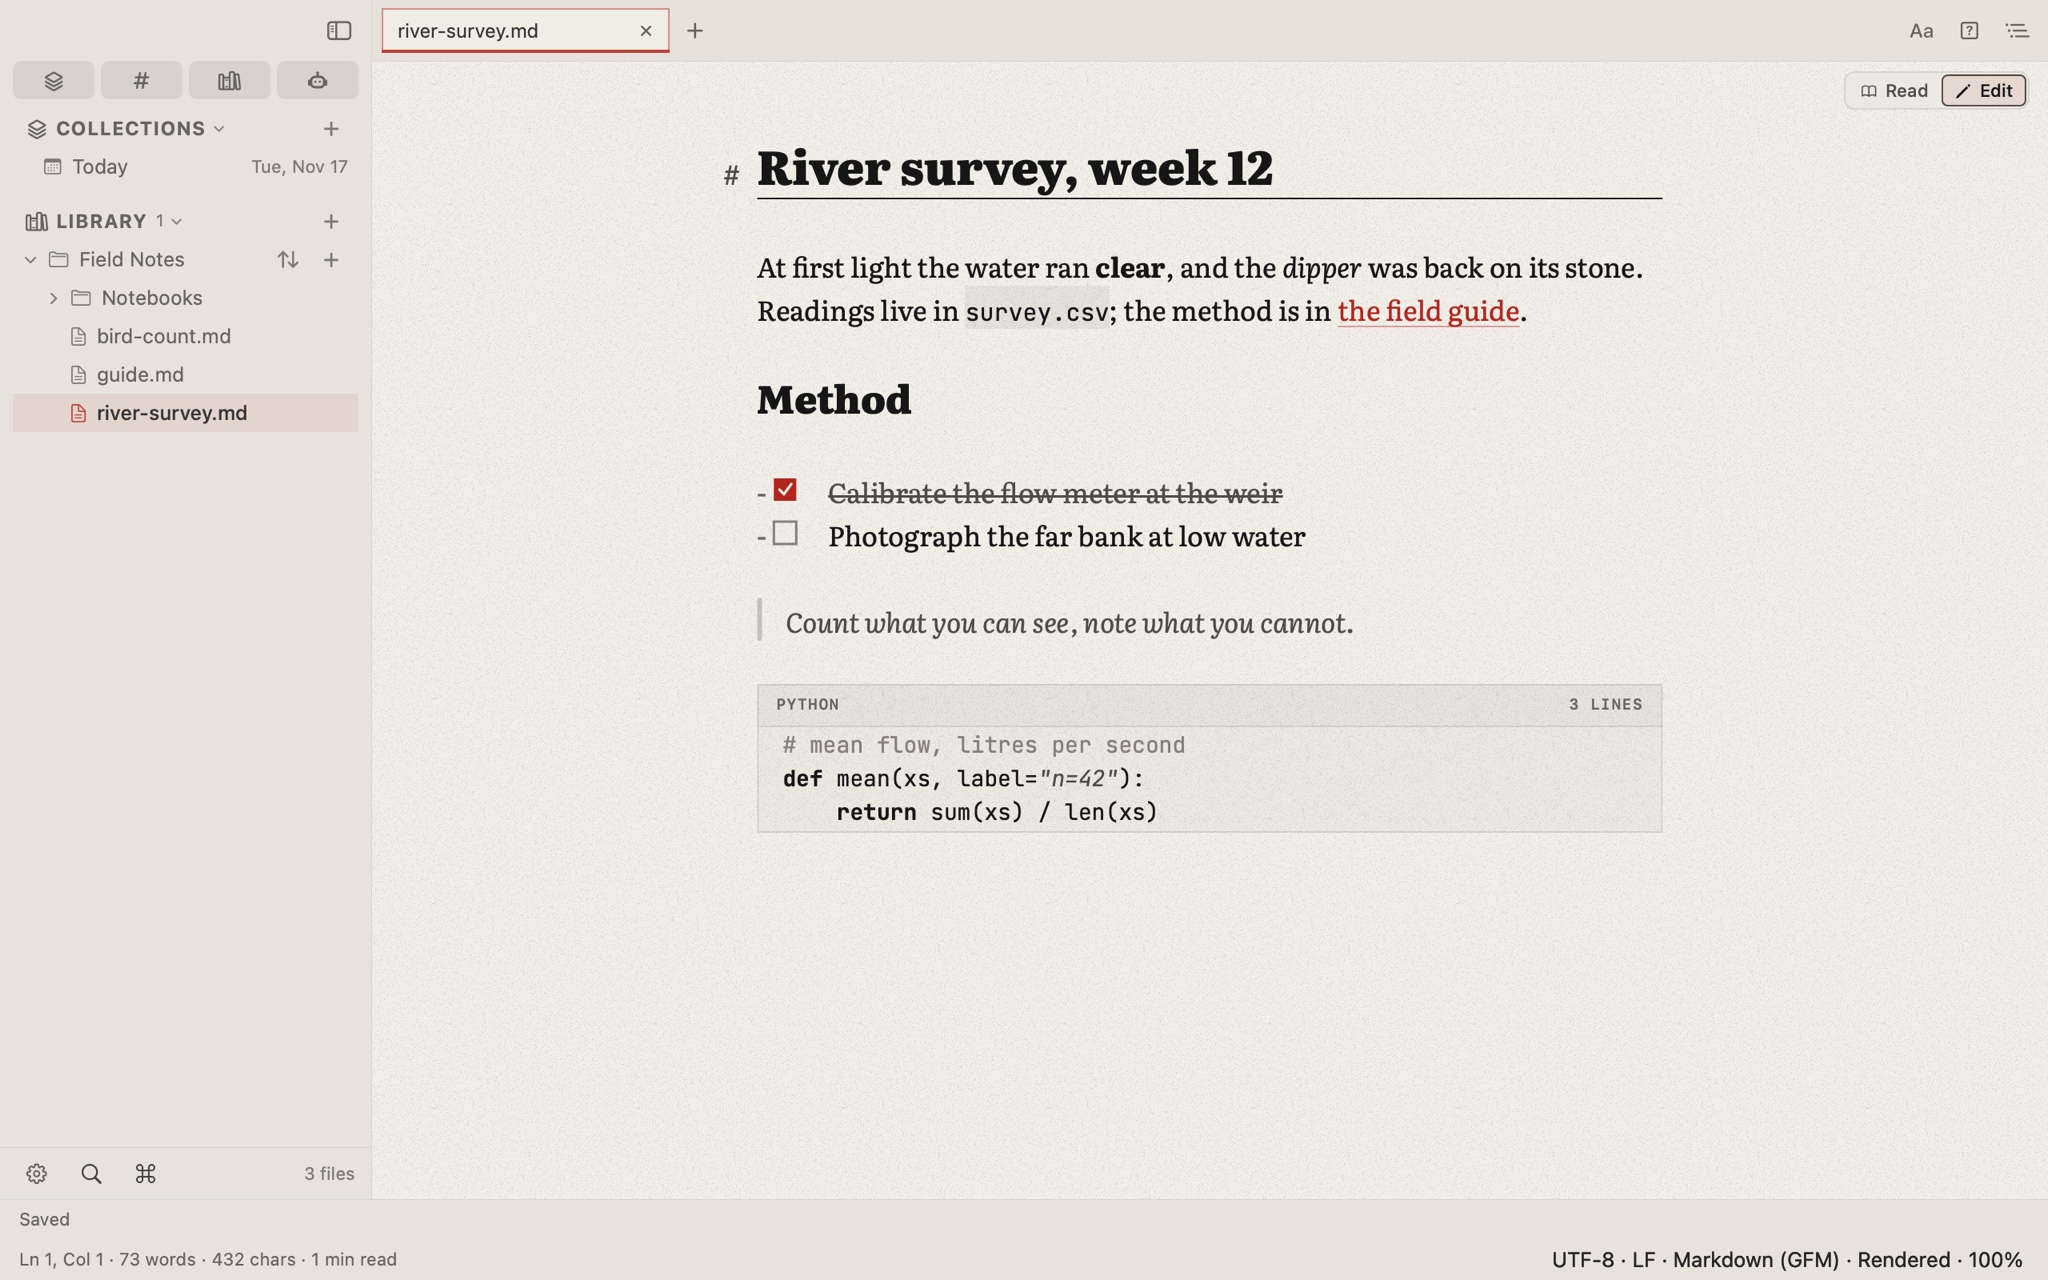 river-survey.md
Aa
Read
Edit
#
COLLECTIONS
Today Tue, Nov 17
LIBRARY 1
Field Notes
Notebooks
bird-count.md
guide.md
river-survey.md
3 files
# River survey, week 12
At first light the water ran clear, and the dipper was back on its stone.
Readings live in survey.csv; the method is in the field guide.
Method
- Calibrate the flow meter at the weir
- Photograph the far bank at low water
Count what you can see, note what you cannot.
PYTHON 3 LINES
# mean flow, litres per second
def mean(xs, label="n=42"):
    return sum(xs) / len(xs)
Saved
Ln 1, Col 1 · 73 words · 432 chars · 1 min read
UTF-8 · LF · Markdown (GFM) · Rendered · 100%